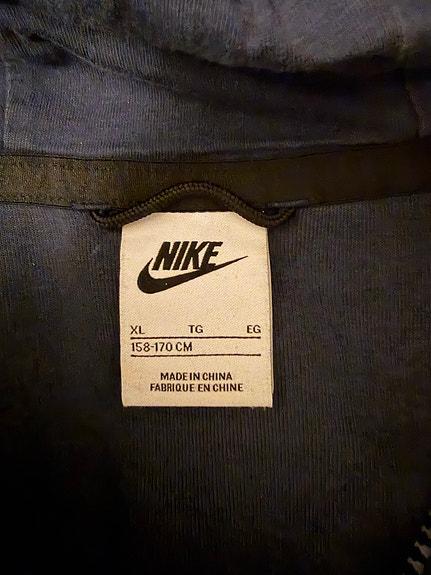 NIKE
XL TG EG
158-170 CM
MADE IN CHINA
FABRIQUE EN CHINE